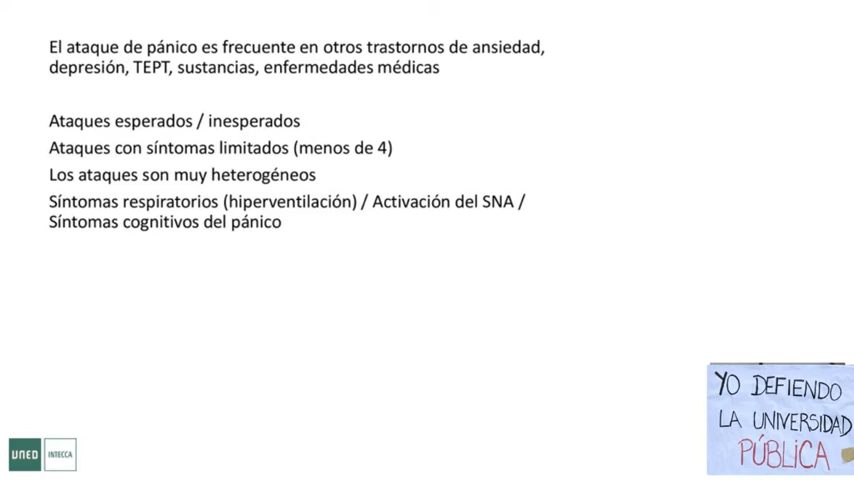 El ataque de pánico es frecuente en otros trastornos de ansiedad,
depresión, TEPT, sustancias, enfermedades médicas
Ataques esperados / inesperados
Ataques con síntomas limitados (menos de 4)
Los ataques son muy heterogéneos
Síntomas respiratorios (hiperventilación) / Activación del SNA /
Síntomas cognitivos del pánico
YO DEFIENDO
LA UNIVERSIDAD
PÚBLICA
UNED INTECCA